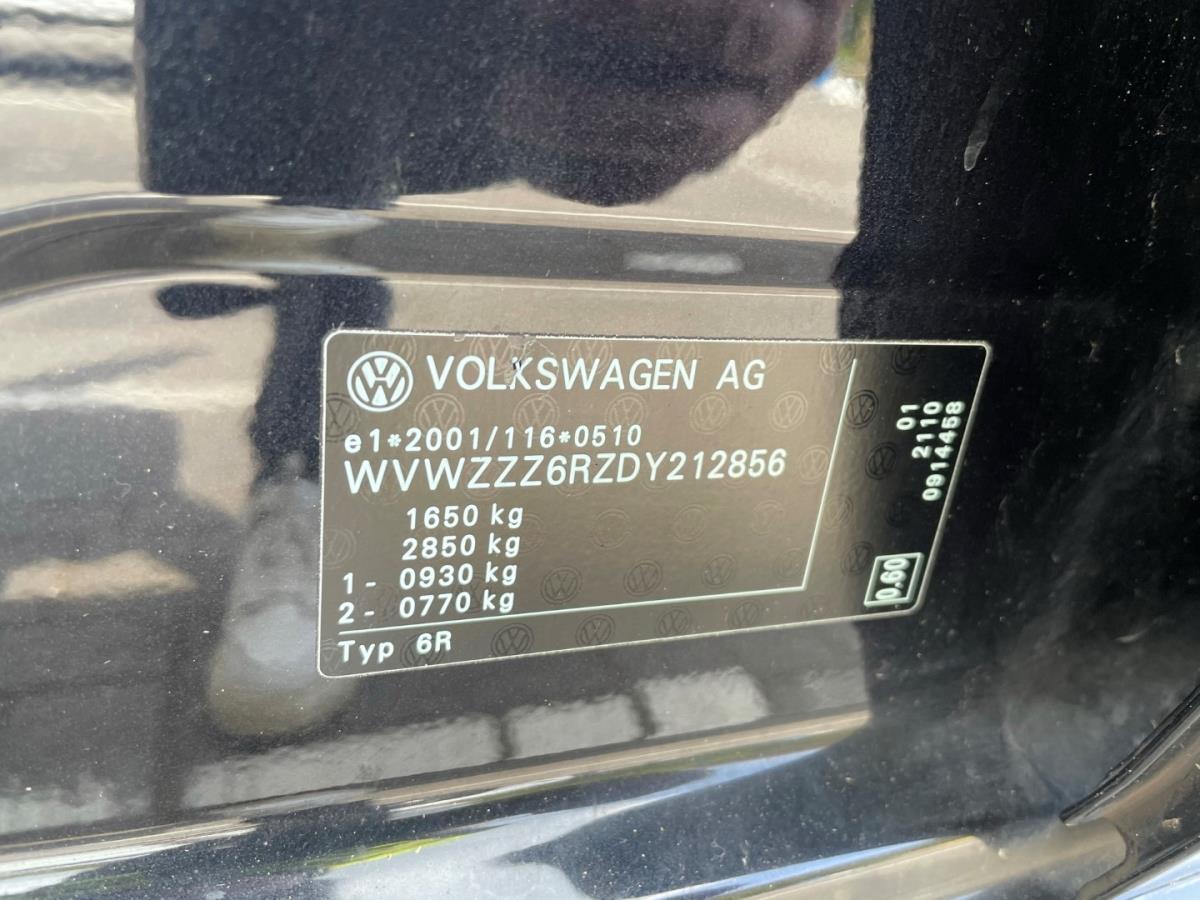 VOLKSWAGEN AG
e1*2001/116*0510
WVWZZZ6RZDY212856
1650 kg
2850 kg
1- 0930 kg
2- 0770 kg
Typ 6R
01
2110
0914458
0.60